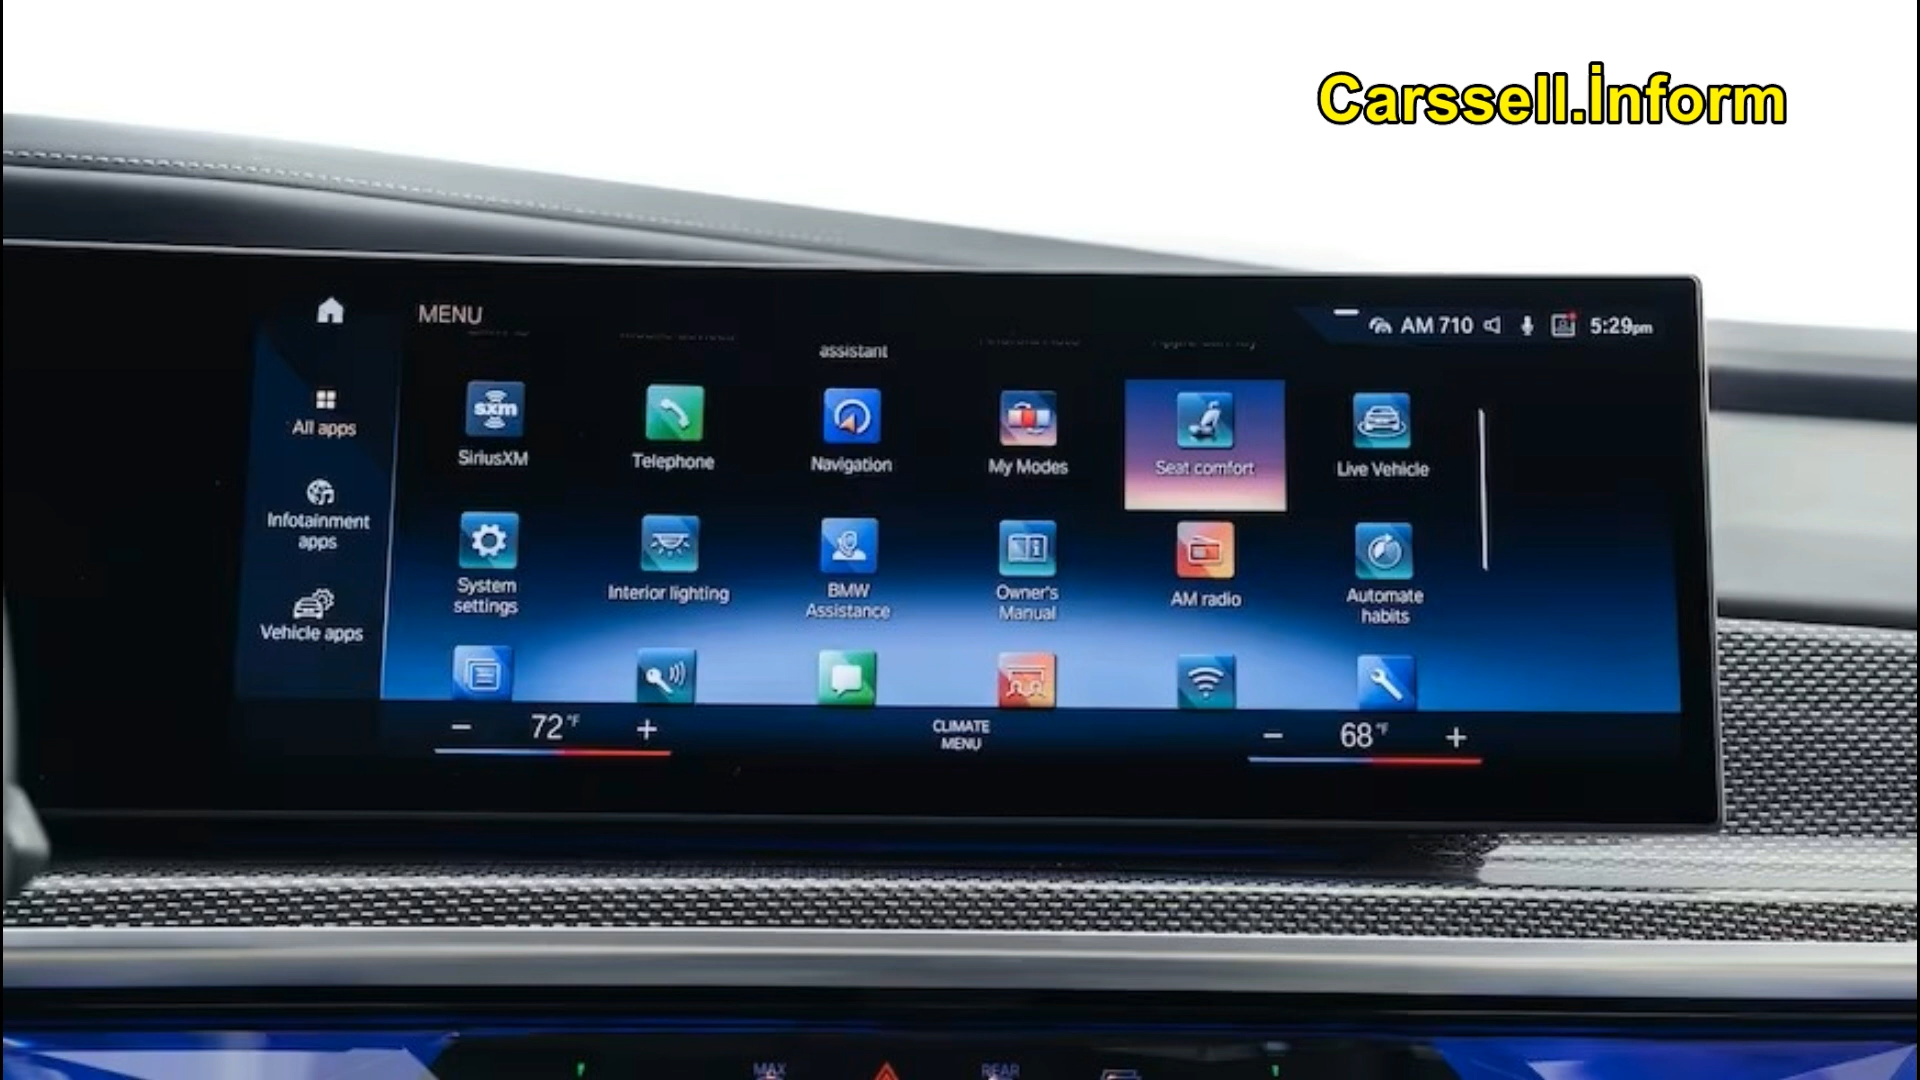 Carssell.İnform
MENU
AM 710 5:29pm
assistant
All apps
sxm
SiriusXM
Telephone
Navigation
My Modes
Seat comfort
Live Vehicle
Infotainment
apps
System
settings
Interior lighting
BMW
Assistance
Owner's
Manual
AM radio
Automate
habits
Vehicle apps
− 72°F +
CLIMATE
MENU
− 68°F +
MAX
REAR